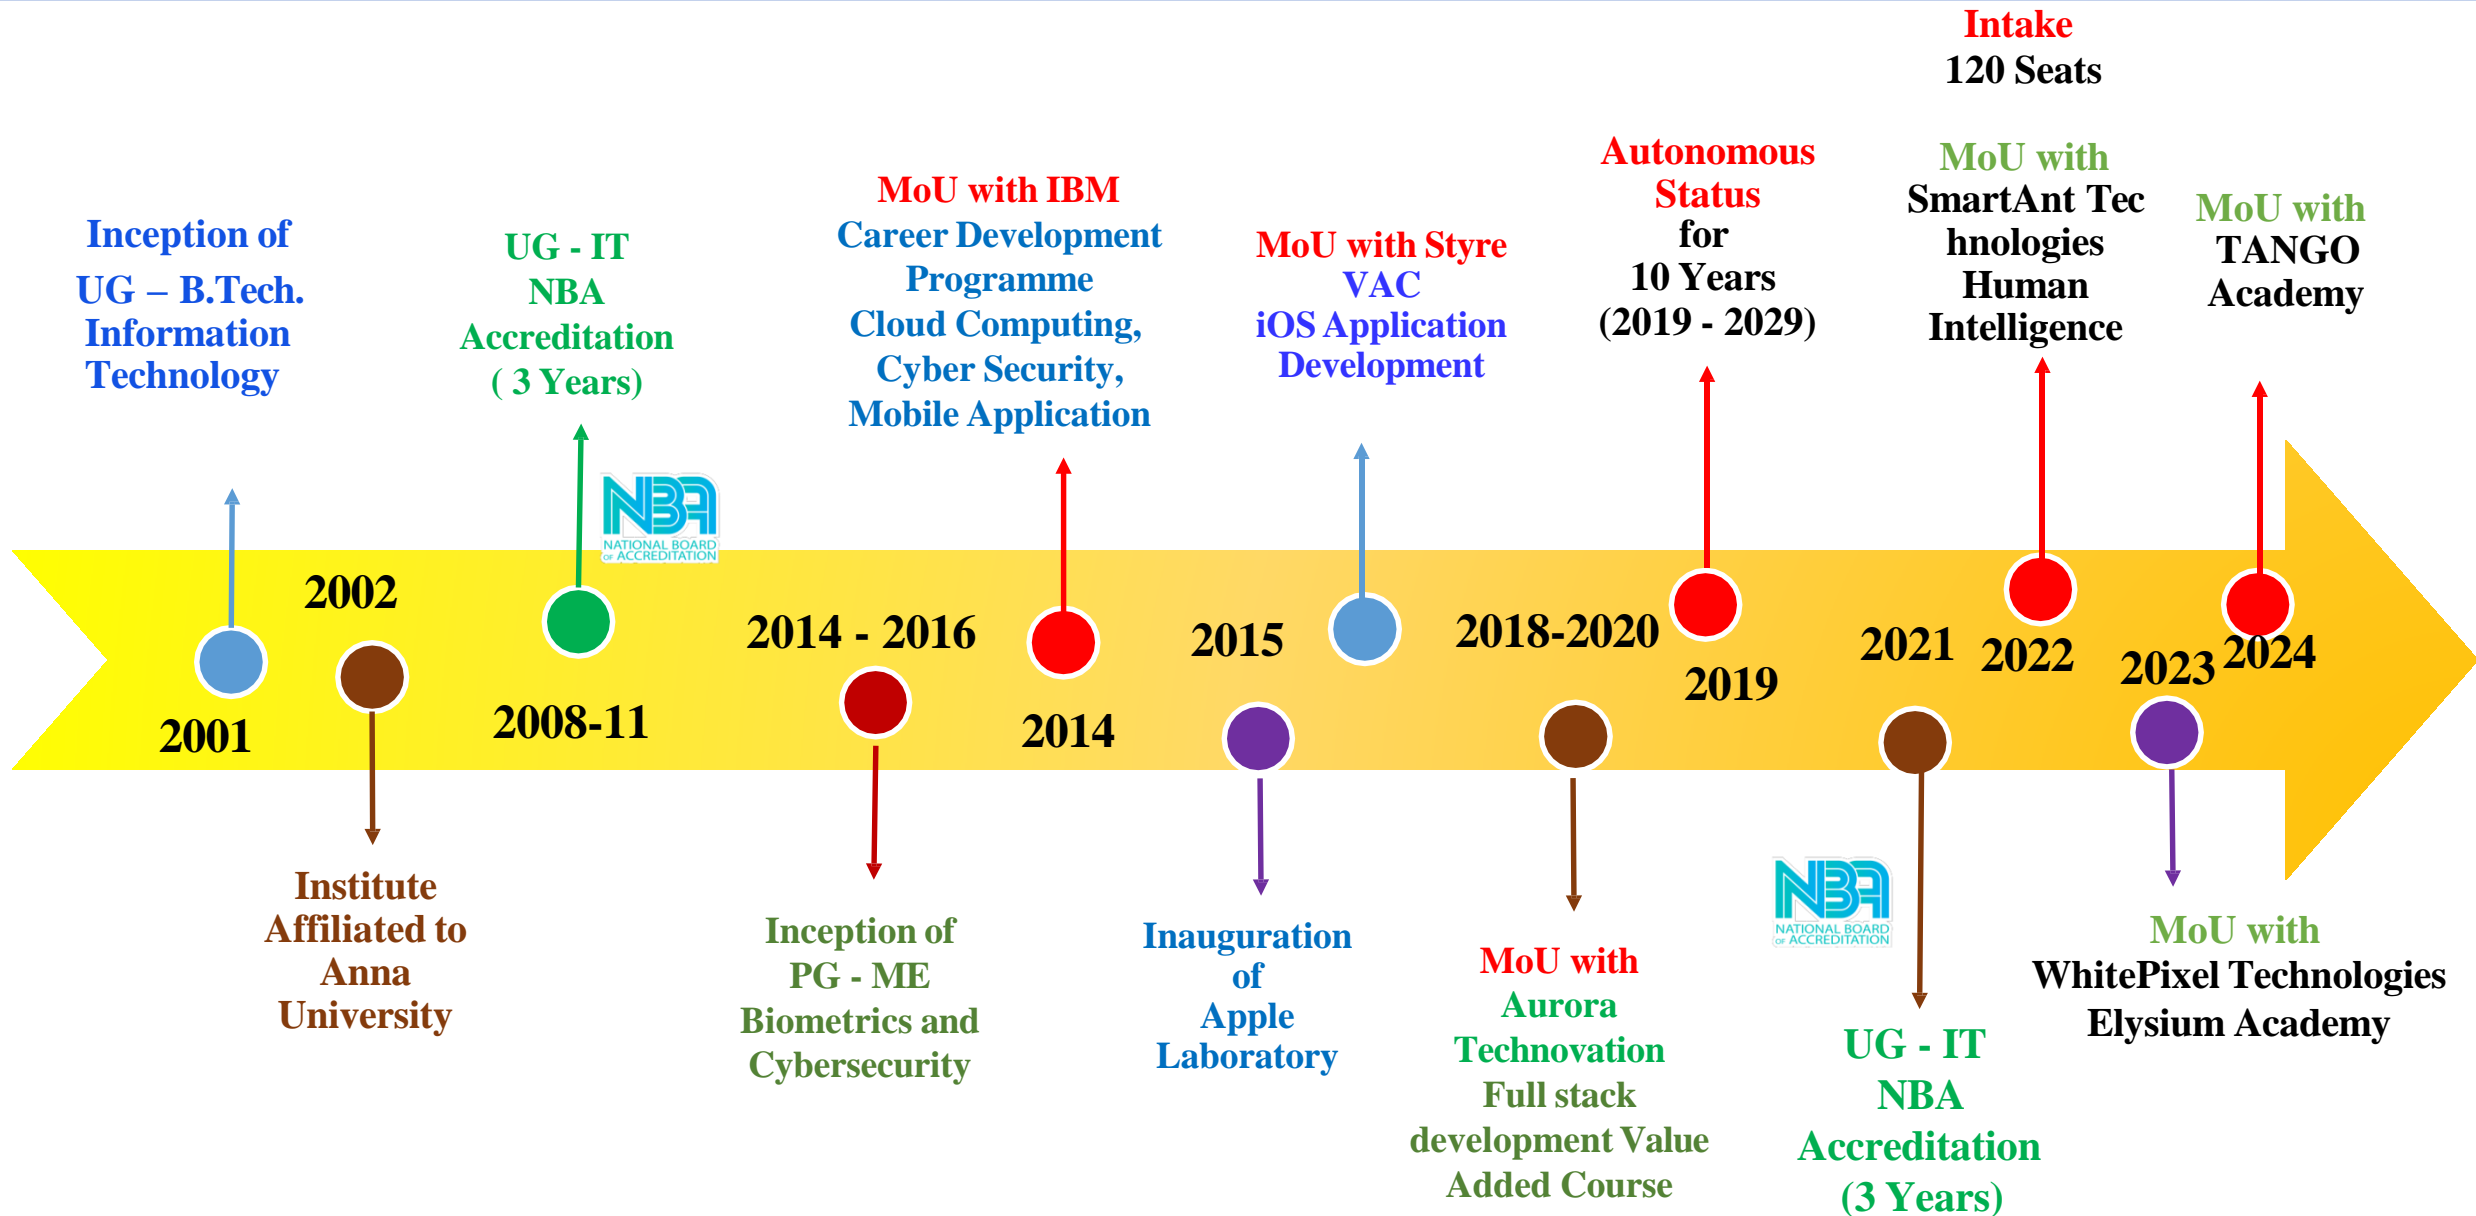 Intake
120 Seats
MoU with
SmartAnt Tec
hnologies
Human
Intelligence
Autonomous
Status
for
10 Years
(2019 - 2029)
MoU with
TANGO
Academy
MoU with IBM
Career Development
Programme
Cloud Computing,
Cyber Security,
Mobile Application
MoU with Styre
VAC
iOS Application
Development
Inception of
UG – B.Tech.
Information
Technology
UG - IT
NBA
Accreditation
( 3 Years)
NBA
NATIONAL BOARD
OF ACCREDITATION
2001
2002
2008-11
2014 - 2016
2014
2015
2018-2020
2019
2021
2022
2023
2024
Institute
Affiliated to
Anna
University
Inception of
PG - ME
Biometrics and
Cybersecurity
Inauguration
of
Apple
Laboratory
MoU with
Aurora
Technovation
Full stack
development Value
Added Course
NBA
NATIONAL BOARD
OF ACCREDITATION
UG - IT
NBA
Accreditation
(3 Years)
MoU with
WhitePixel Technologies
Elysium Academy